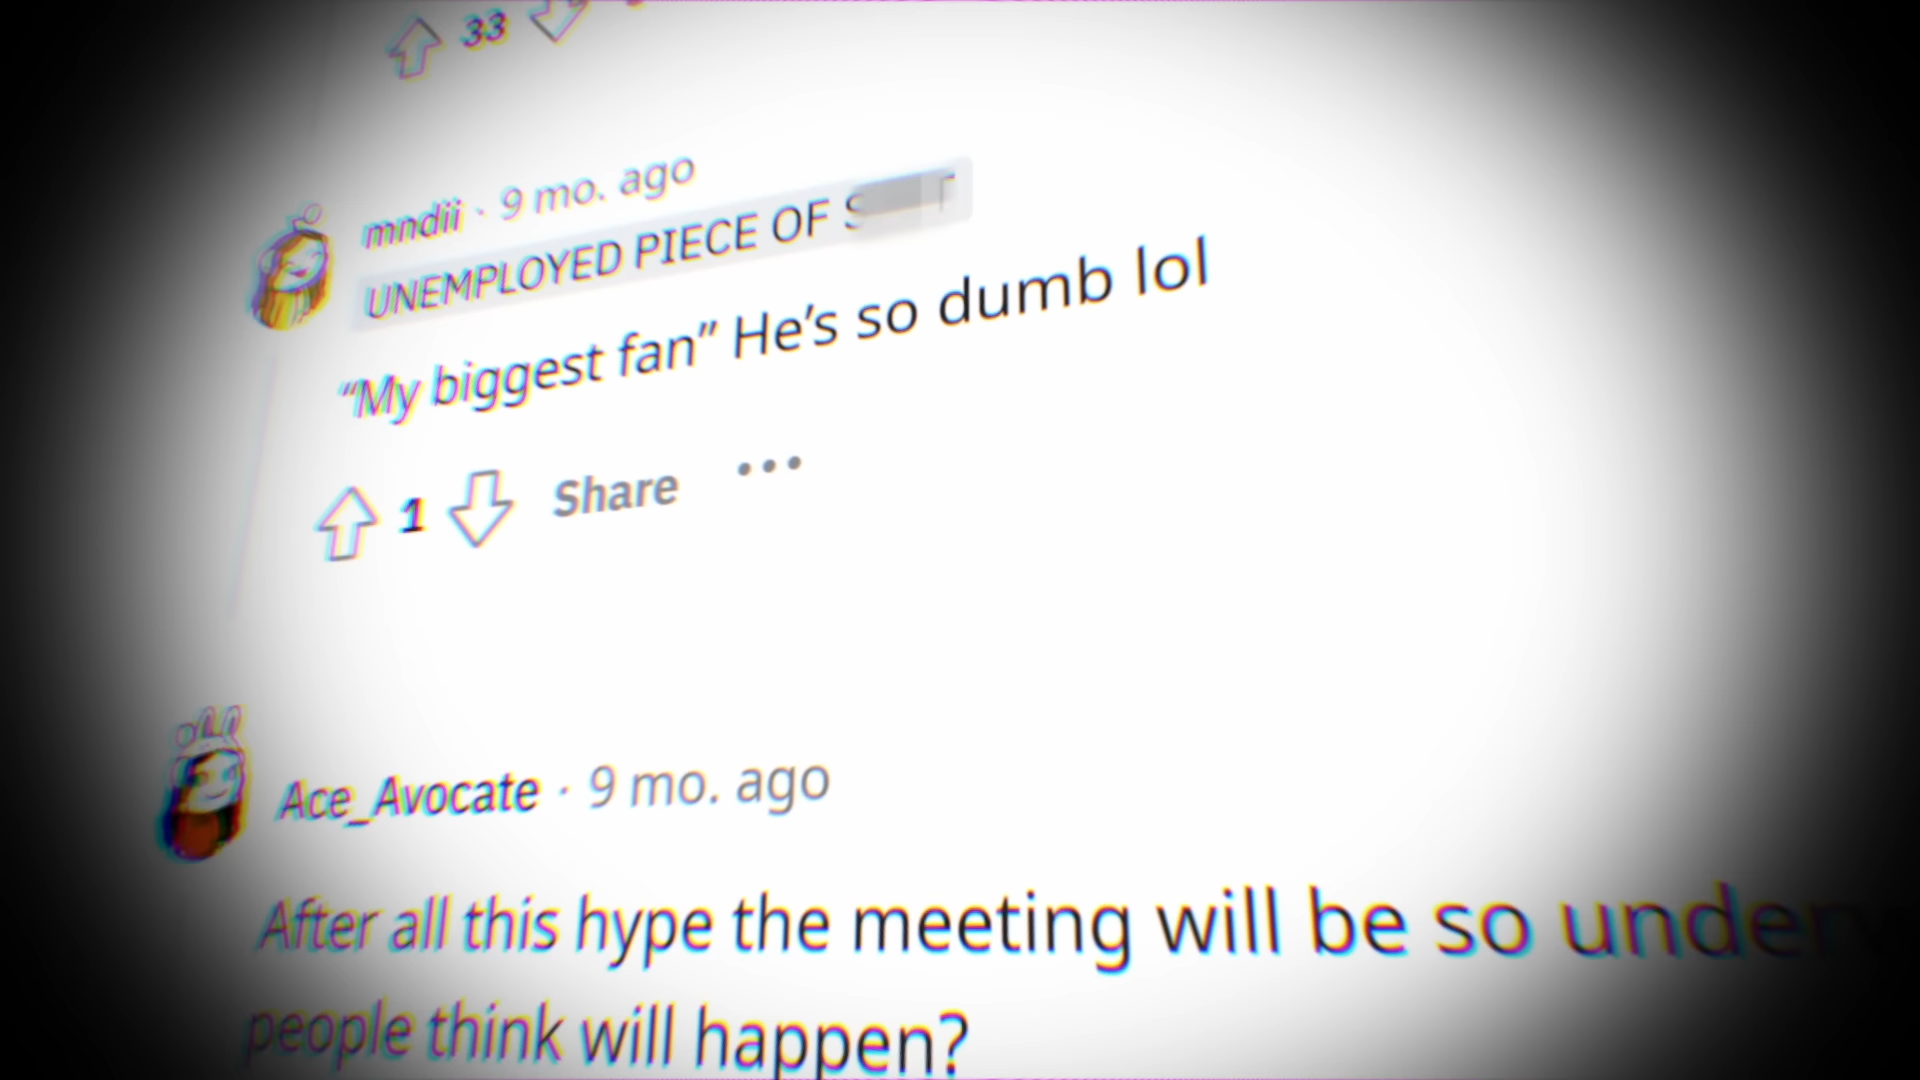 33
mndii · 9 mo. ago
UNEMPLOYED PIECE OF
"My biggest fan" He's so dumb lol
1 Share •••
Ace_Avocate · 9 mo. ago
After all this hype the meeting will be so
people think will happen?